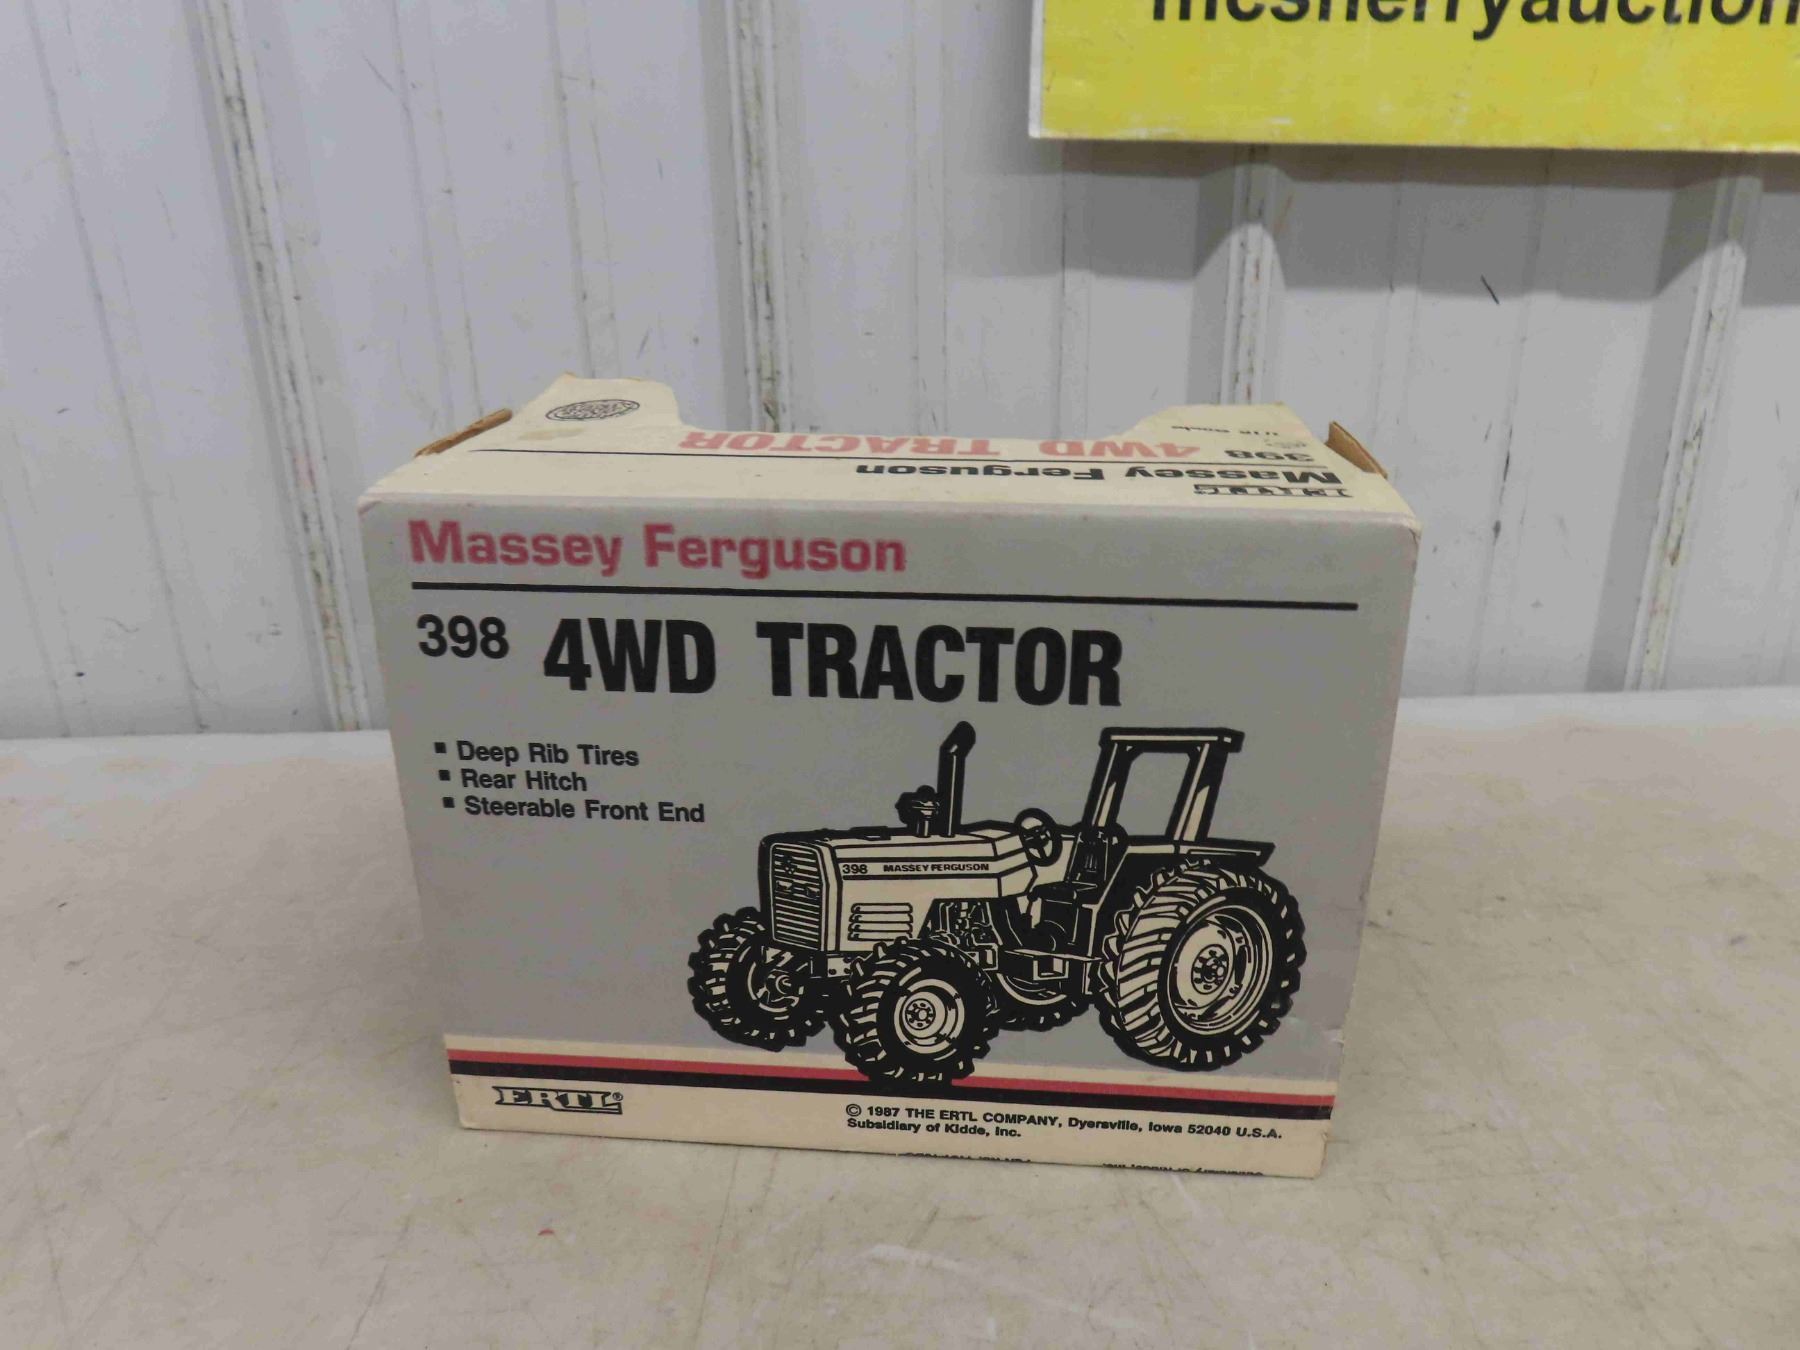 mcsherryauction
4WD TRACTOR
398
Massey Ferguson
ERTL
Massey Ferguson
398 4WD TRACTOR
▪ Deep Rib Tires
▪ Rear Hitch
▪ Steerable Front End
398 MASSEY FERGUSON
ERTL®
© 1987 THE ERTL COMPANY, Dyersville, Iowa 52040 U.S.A.
Subsidiary of Kidde, Inc.